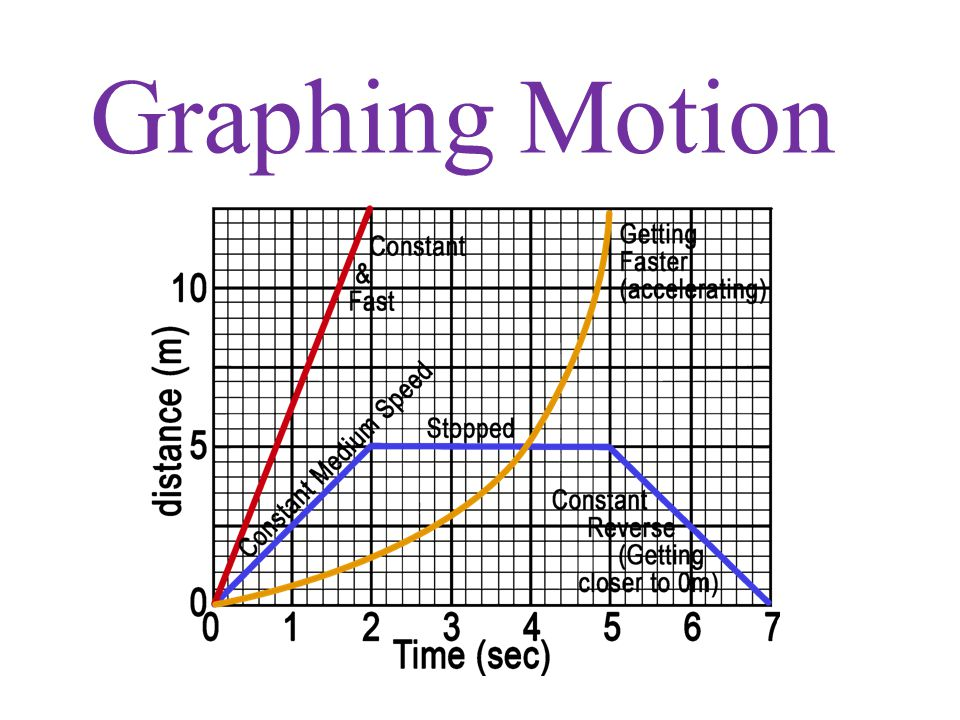 Graphing Motion
Constant
&
Fast
Getting
Faster
(accelerating)
10
distance (m)
Constant Medium Speed
Stopped
5
Constant
Reverse
(Getting
closer to 0m)
0
0 1 2 3 4 5 6 7
Time (sec)